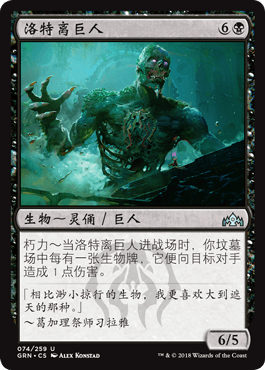 洛特离巨人 6
生物～灵俑／巨人
朽力～当洛特离巨人进战场时，你坟墓
场中每有一张生物牌，它便向目标对手
造成 1 点伤害。
「相比渺小掠行的生物，我更喜欢大到遮
天的那种。」
～葛加理祭师习拉雅
6/5
074/259 U
GRN • CS ALEX KONSTAD
™ & © 2018 Wizards of the Coast